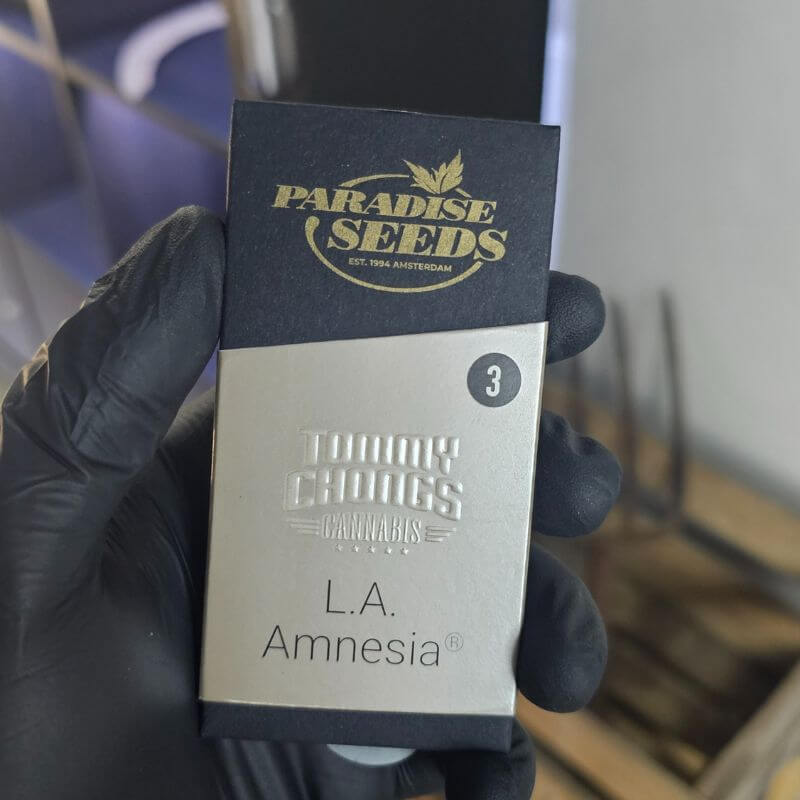 PARADISE
SEEDS
EST. 1994 AMSTERDAM
3
TOMMY
CHONGS
CANNABIS
L.A.
Amnesia®